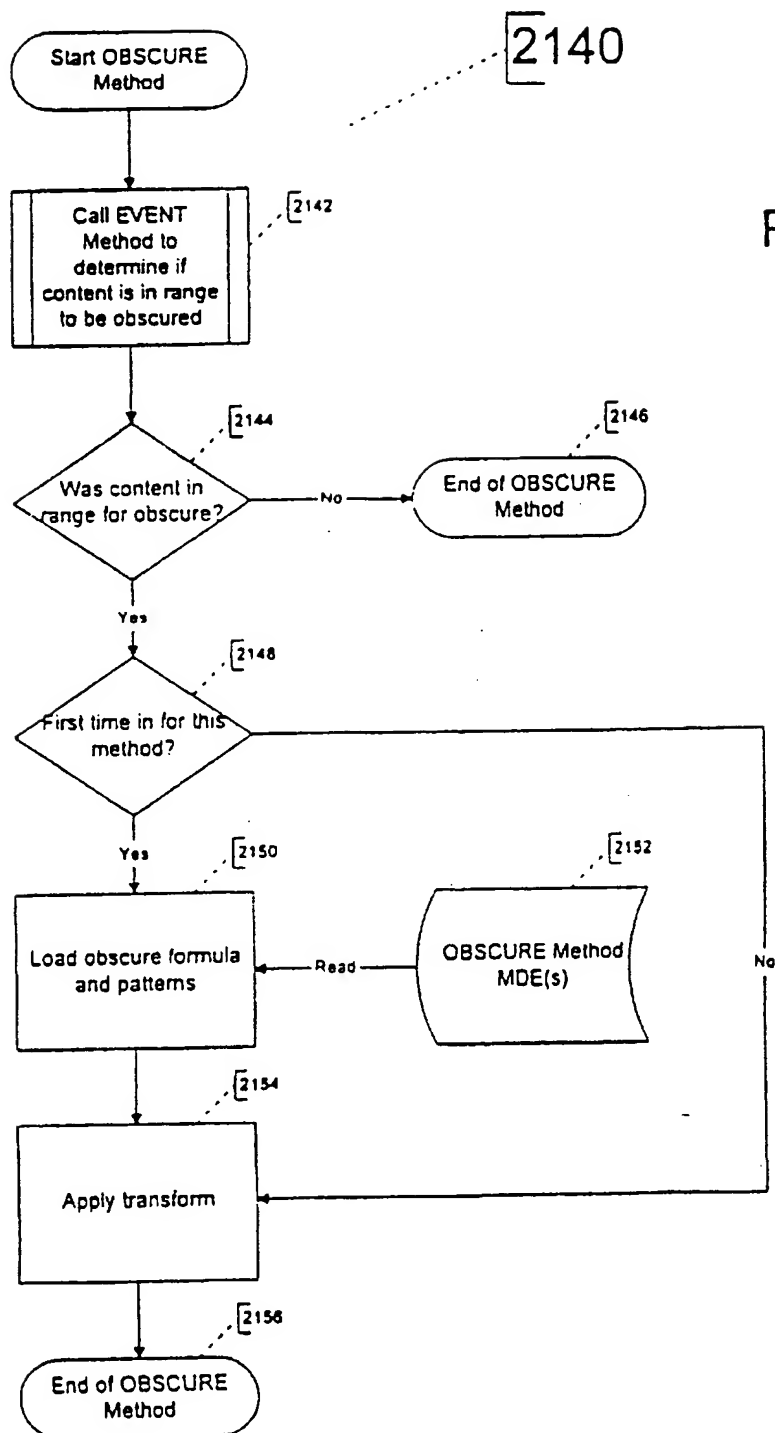 Start OBSCURE
Method
2140
Call EVENT
Method to
determine if
content is in range
to be obscured
2142
F
2144
2146
Was content in
range for obscure?
No
End of OBSCURE
Method
Yes
2148
First time in for this
method?
Yes
2150
2152
Load obscure formula
and patterns
Read
OBSCURE Method
MDE(s)
No
2154
Apply transform
2156
End of OBSCURE
Method